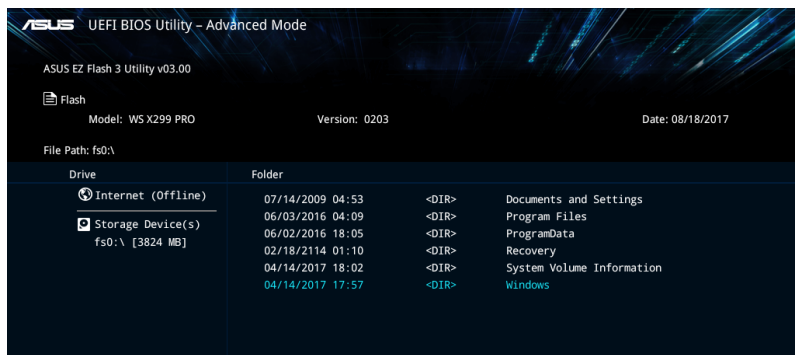 ASUS UEFI BIOS Utility – Advanced Mode
ASUS EZ Flash 3 Utility v03.00
Flash
Model: WS X299 PRO Version: 0203 Date: 08/18/2017
File Path: fs0:\
Drive Folder
Internet (Offline)
Storage Device(s)
fs0:\ [3824 MB]
07/14/2009 04:53 <DIR> Documents and Settings
06/03/2016 04:09 <DIR> Program Files
06/02/2016 18:05 <DIR> ProgramData
02/18/2114 01:10 <DIR> Recovery
04/14/2017 18:02 <DIR> System Volume Information
04/14/2017 17:57 <DIR> Windows